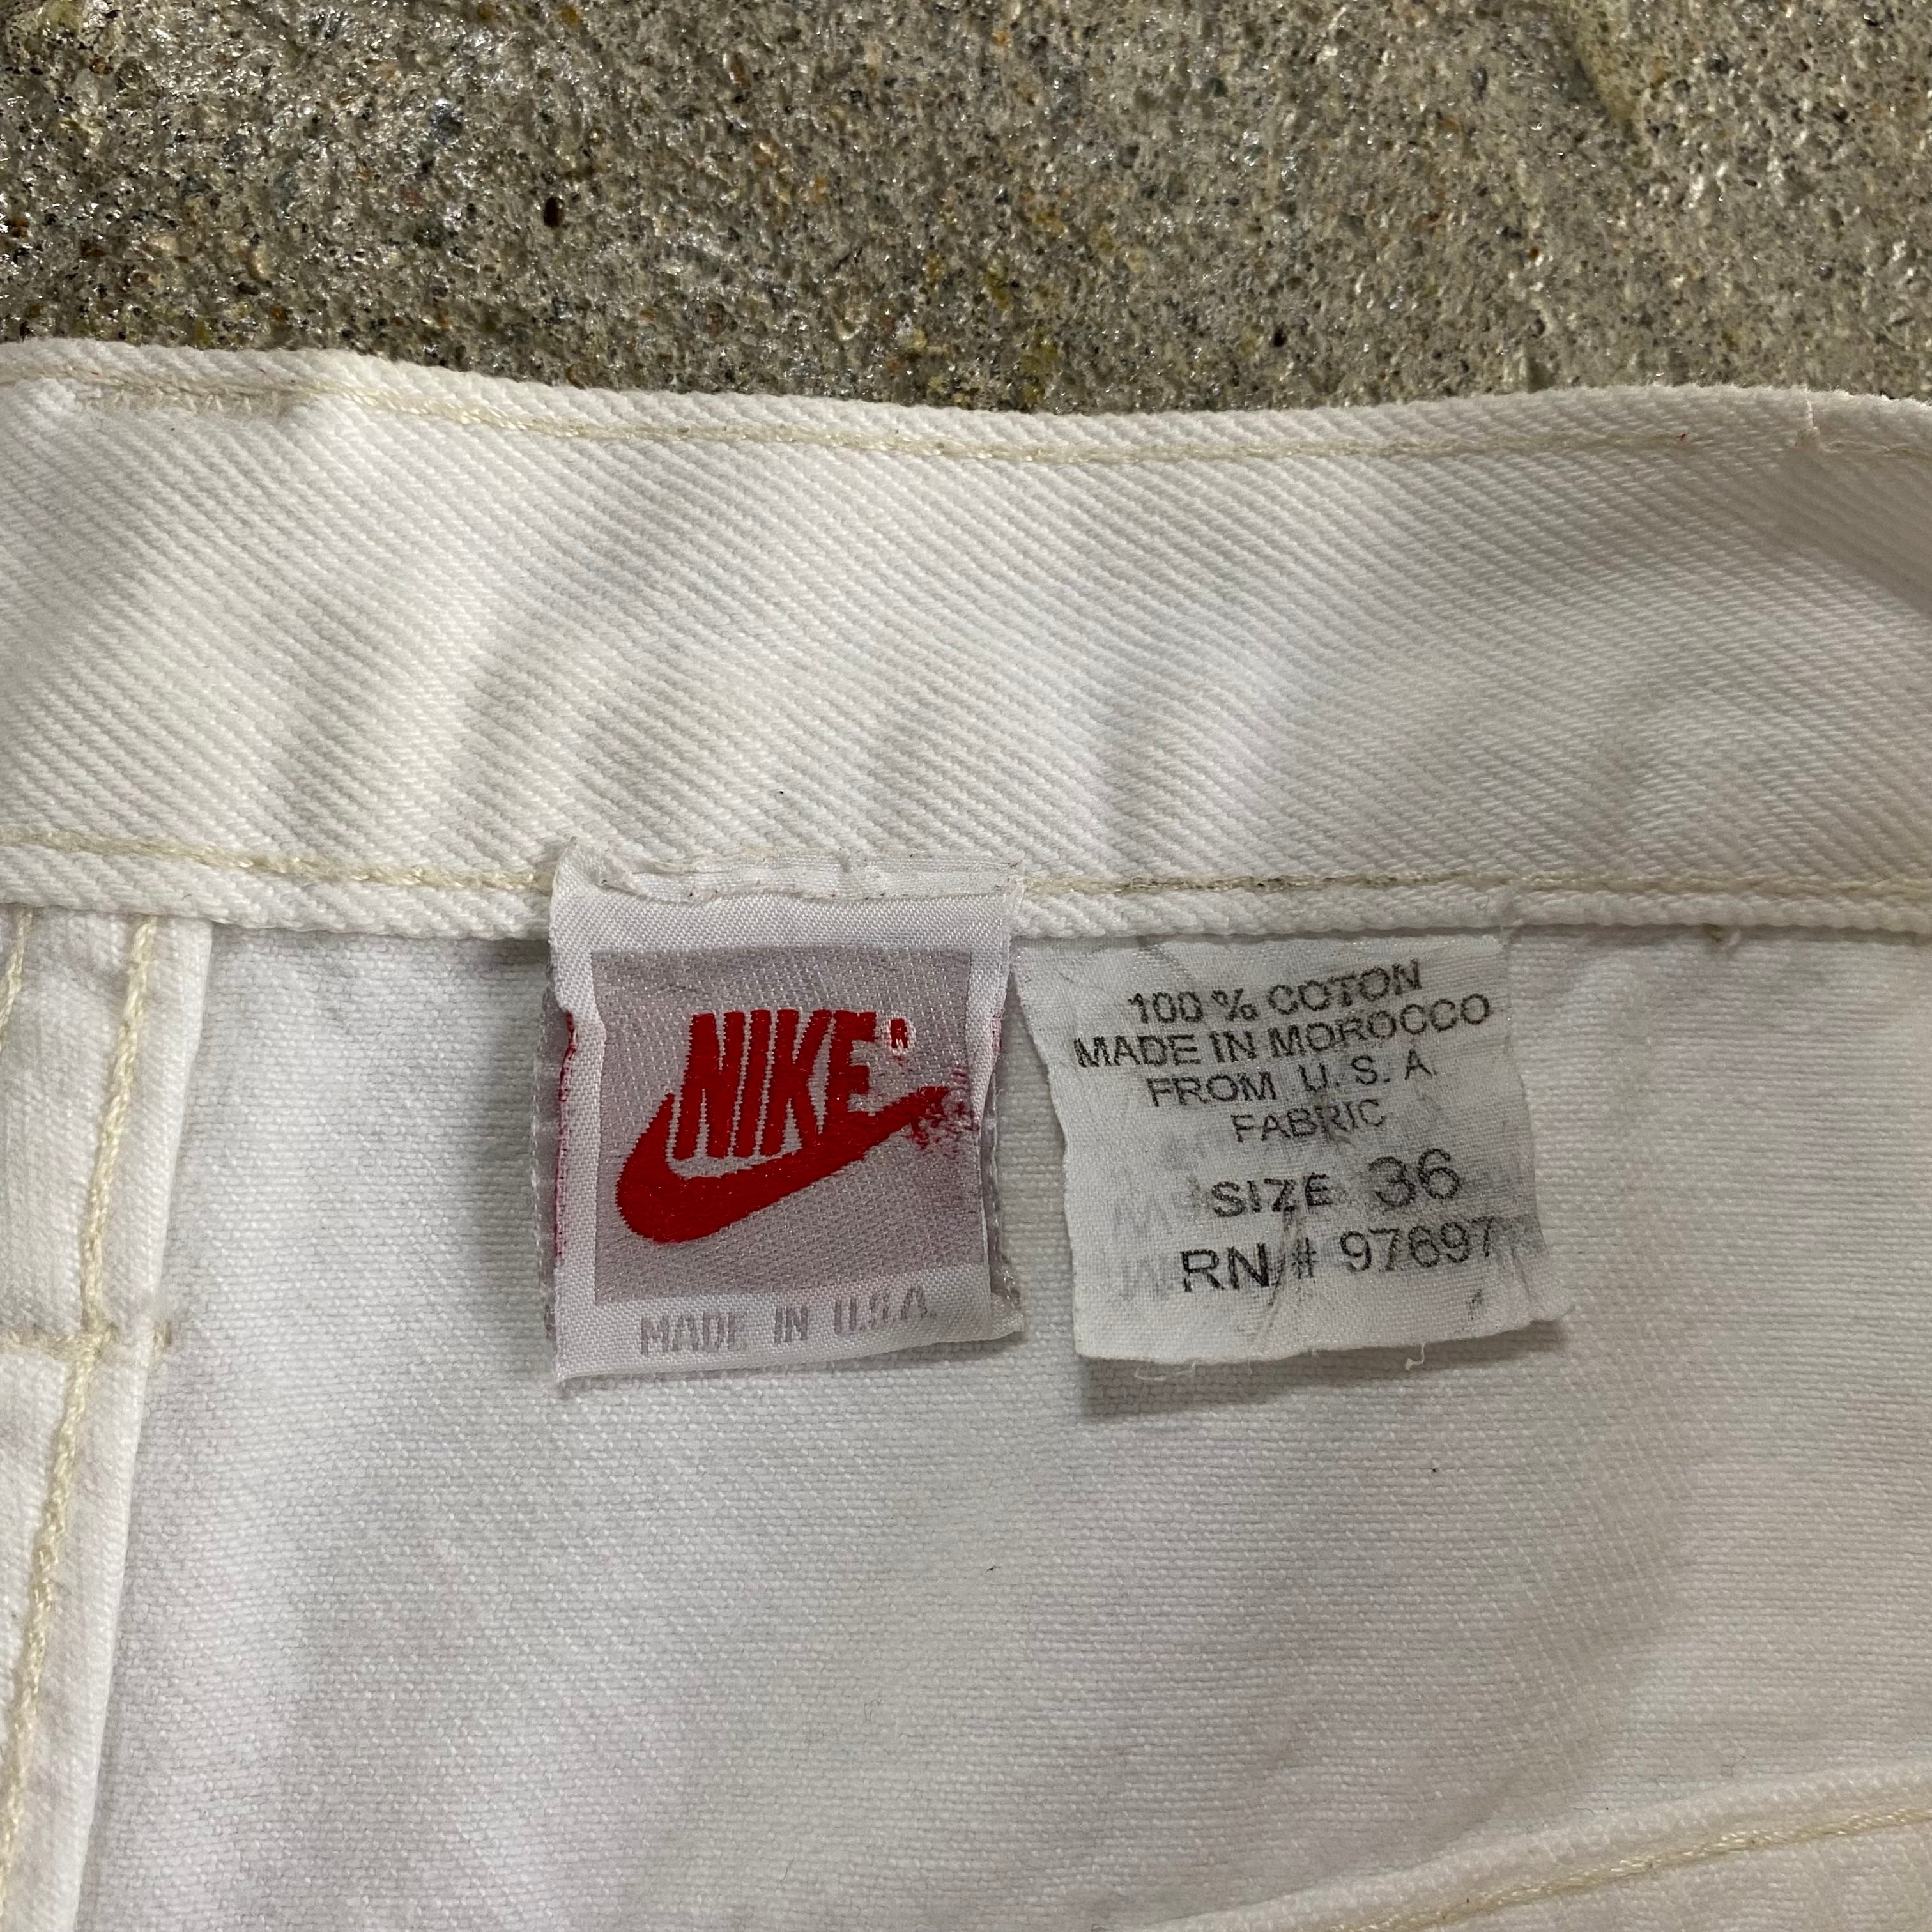 NIKE®
MADE IN U.S.A.
100 % COTON
MADE IN MOROCCO
FROM U. S. A.
FABRIC
SIZE 36
RN # 97697